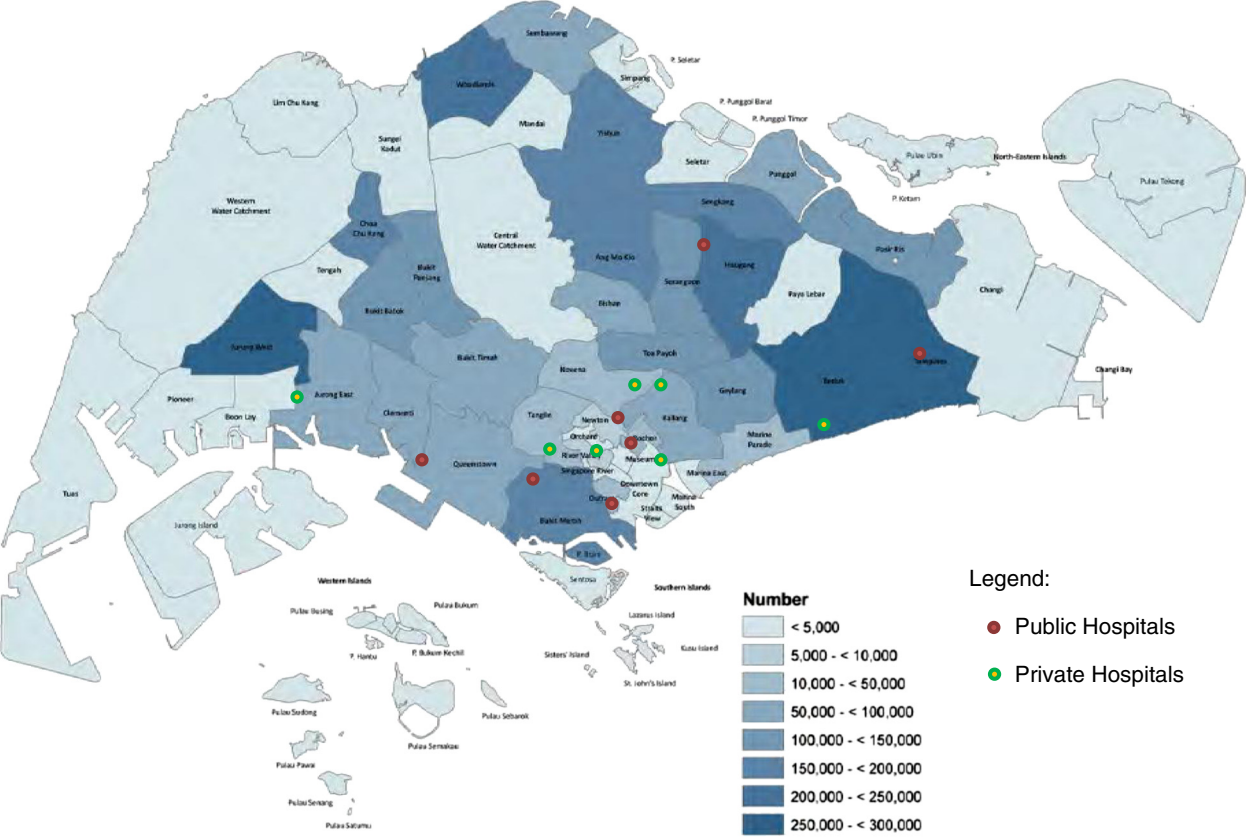 Sembawang
P. Seletar
Simpang
Woodlands
P. Punggol Barat
Lim Chu Kang
P. Punggol Timor
Mandai
Yishun
Sungei
Kadut
Pulau Ubin
North-Eastern Islands
Seletar
Punggol
Pulau Tekong
P. Ketam
Western
Water Catchment
Sengkang
Choa
Chu Kang
Central
Water Catchment
Pasir Ris
Ang Mo Kio
Hougang
Tengah
Bukit
Panjang
Serangoon
Changi
Paya Lebar
Bishan
Bukit Batok
Jurong West
Bukit Timah
Toa Payoh
Tampines
Novena
Changi Bay
Bedok
Pioneer
Jurong East
Geylang
Boon Lay
Clementi
Tanglin
Newton
Kallang
Orchard
Rochor
Marine
Parade
River Valley
Museum
Queenstown
Singapore River
Marina East
Downtown
Core
Tuas
Outram
Marina
South
Straits
View
Jurong Island
Bukit Merah
P. Brani
Western Islands
Sentosa
Southern Islands
Legend:
Number
Pulau Busing
Pulau Bukum
Lazarus Island
< 5,000
Public Hospitals
P. Hantu
P. Bukum Kechil
Sisters' Island
Kusu Island
5,000 - < 10,000
St. John's Island
Private Hospitals
10,000 - < 50,000
Pulau Sudong
Pulau Sebarok
50,000 - < 100,000
Pulau Semakau
100,000 - < 150,000
Pulau Pawai
150,000 - < 200,000
Pulau Senang
200,000 - < 250,000
Pulau Satumu
250,000 - < 300,000